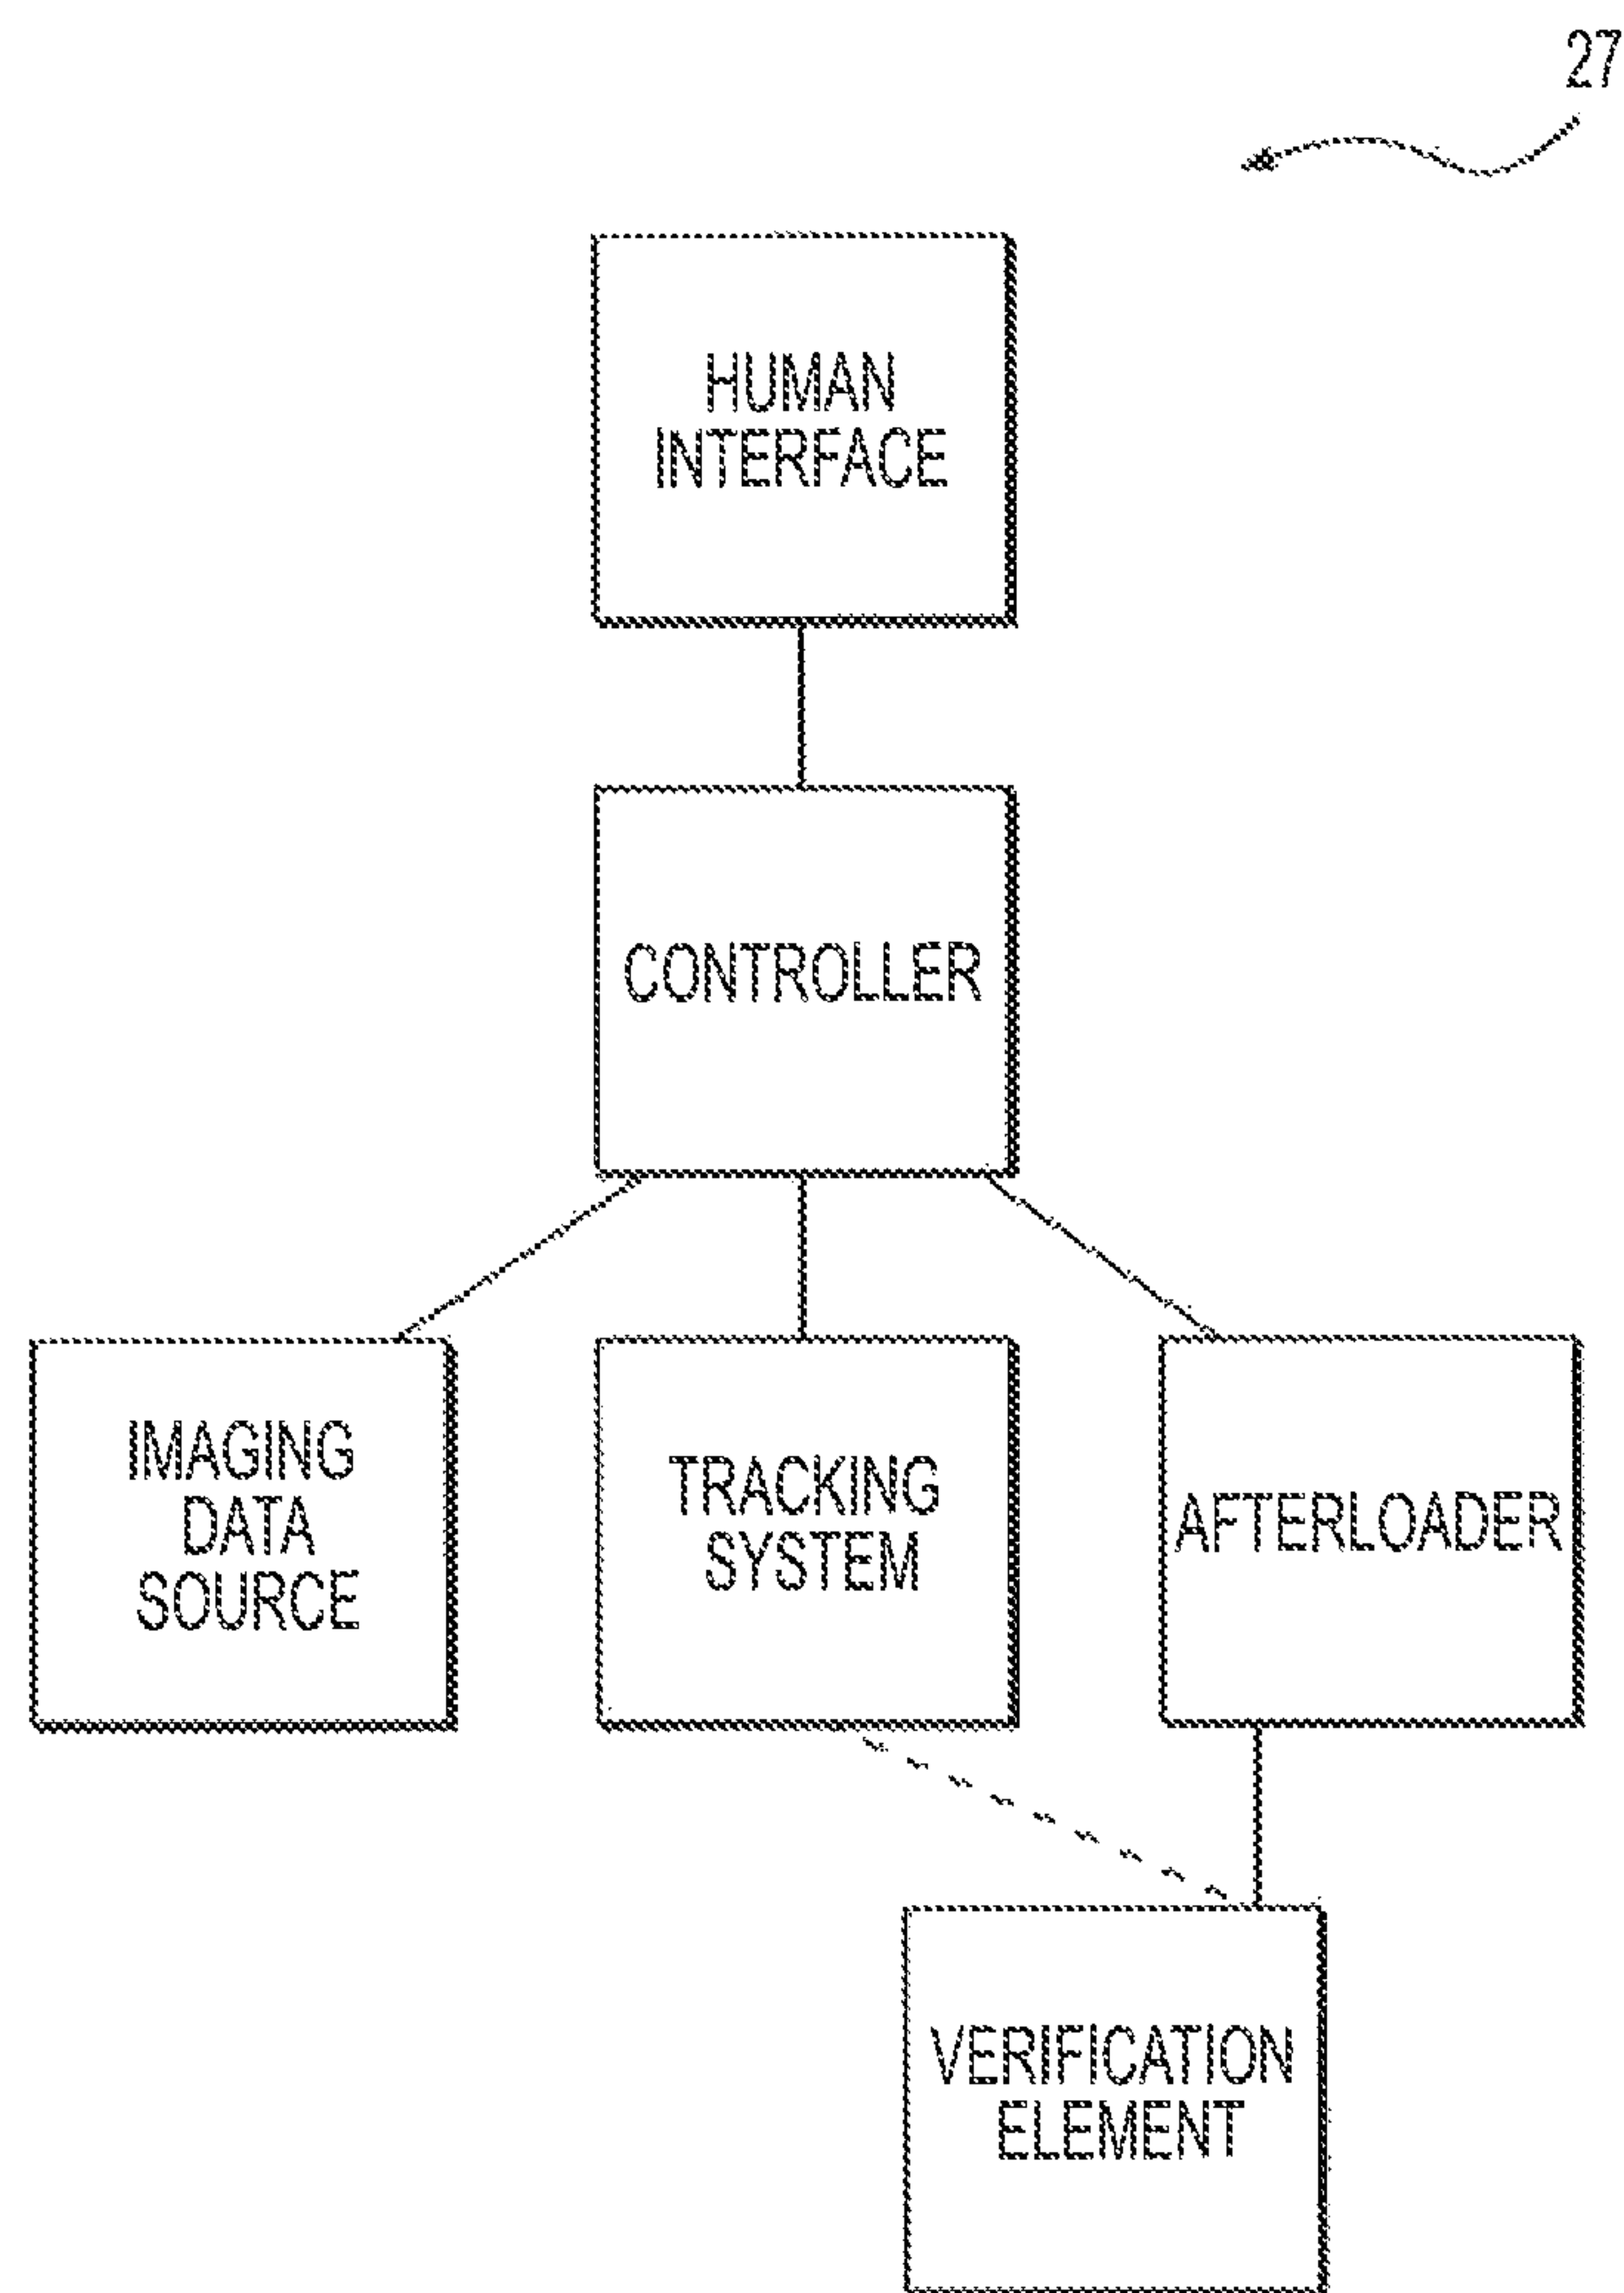 27
HUMAN
INTERFACE
CONTROLLER
IMAGING
DATA
SOURCE
TRACKING
SYSTEM
AFTERLOADER
VERIFICATION
ELEMENT